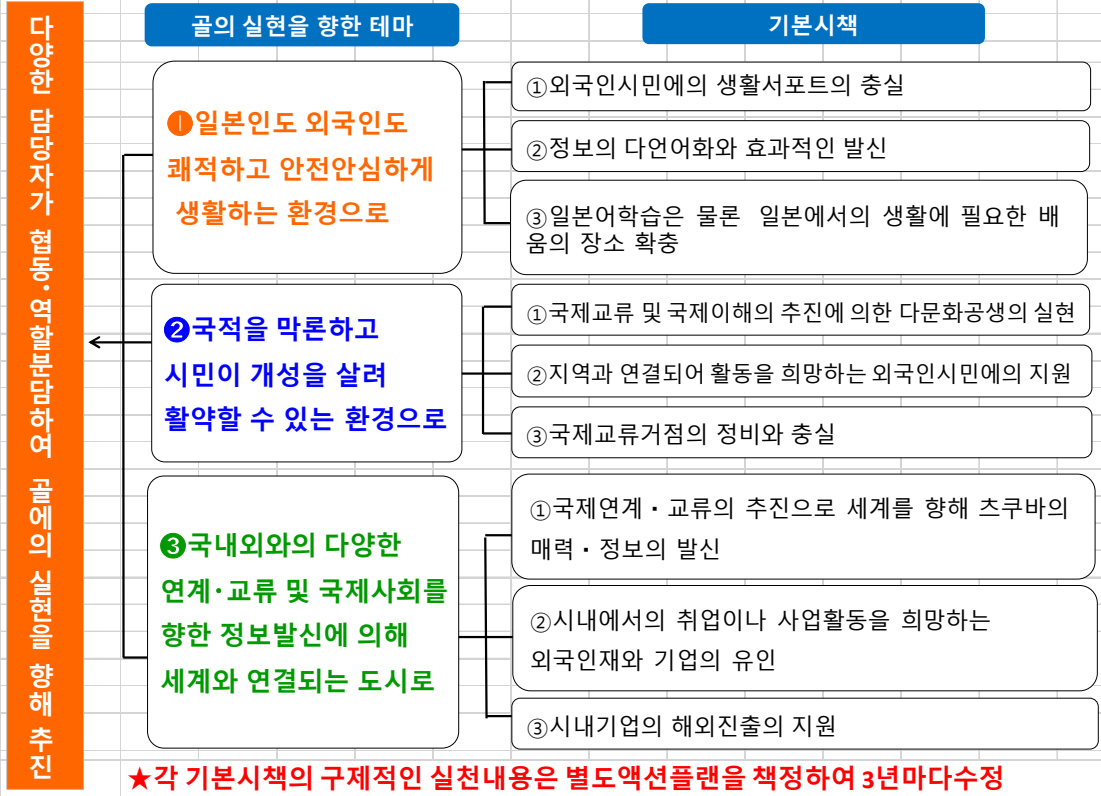 다양한 담당자가 협동·역할분담하여 골에의 실현을 향해 추진
골의 실현을 향한 테마
기본시책
❶일본인도 외국인도
쾌적하고 안전안심하게
생활하는 환경으로
①외국인시민에의 생활서포트의 충실
②정보의 다언어화와 효과적인 발신
③일본어학습은 물론 일본에서의 생활에 필요한 배
움의 장소 확충
❷국적을 막론하고
시민이 개성을 살려
활약할 수 있는 환경으로
①국제교류 및 국제이해의 추진에 의한 다문화공생의 실현
②지역과 연결되어 활동을 희망하는 외국인시민에의 지원
③국제교류거점의 정비와 충실
❸국내외와의 다양한
연계·교류 및 국제사회를
향한 정보발신에 의해
세계와 연결되는 도시로
①국제연계・교류의 추진으로 세계를 향해 츠쿠바의
매력・정보의 발신
②시내에서의 취업이나 사업활동을 희망하는
외국인재와 기업의 유인
③시내기업의 해외진출의 지원
★각 기본시책의 구제적인 실천내용은 별도액션플랜을 책정하여 3년마다수정